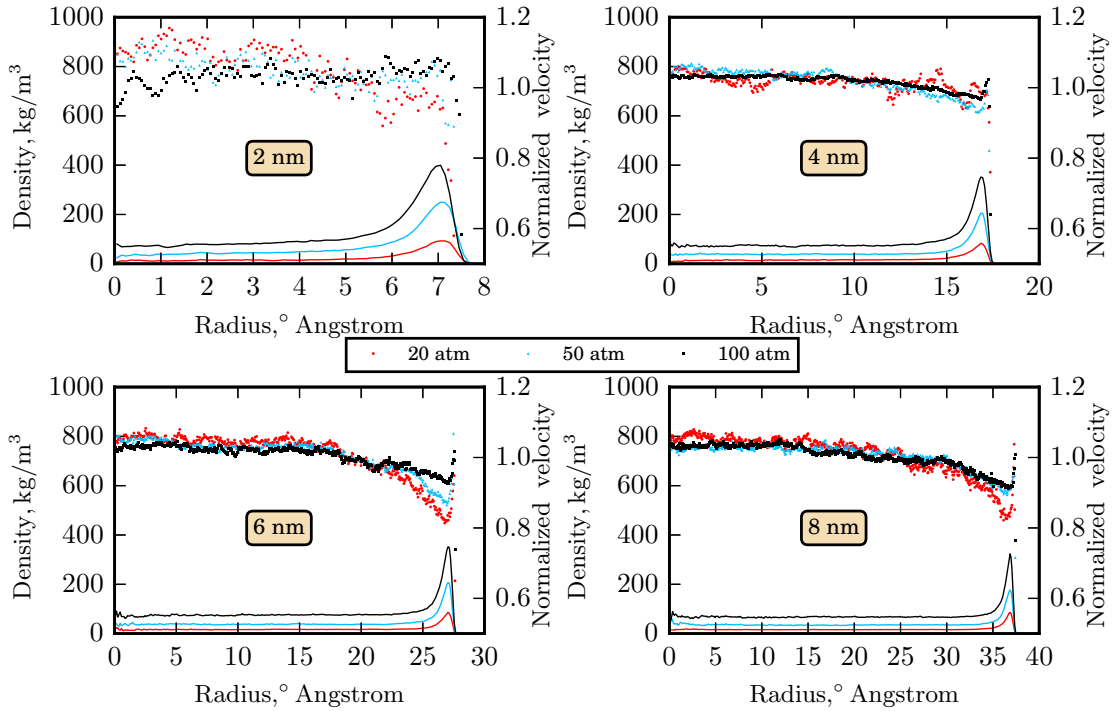 1000
800
600
400
200
0
Density, kg/m³
0 1 2 3 4 5 6 7 8
Radius,° Angstrom
1.2
1.0
0.8
0.6
Normalized velocity
2 nm
1000
800
600
400
200
0
Density, kg/m³
0 5 10 15 20
Radius,° Angstrom
1.2
1.0
0.8
0.6
Normalized velocity
4 nm
20 atm 50 atm 100 atm
1000
800
600
400
200
0
Density, kg/m³
0 5 10 15 20 25 30
Radius,° Angstrom
1.2
1.0
0.8
0.6
Normalized velocity
6 nm
1000
800
600
400
200
0
Density, kg/m³
0 5 10 15 20 25 30 35 40
Radius,° Angstrom
1.2
1.0
0.8
0.6
Normalized velocity
8 nm